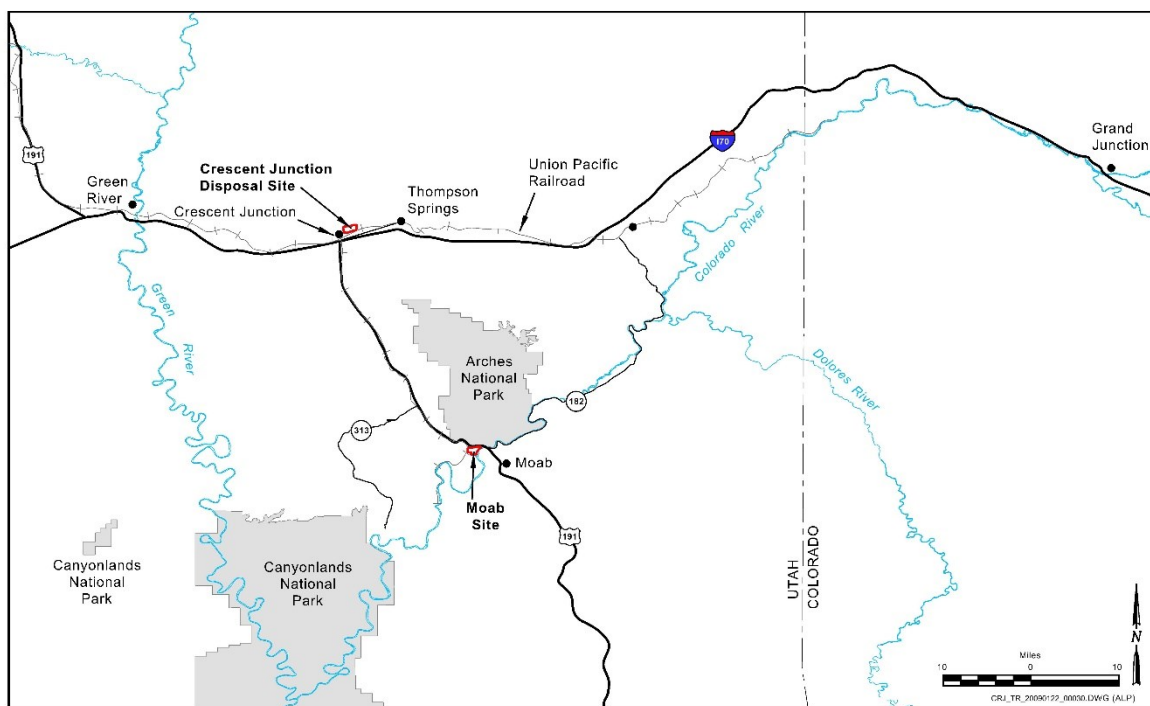 191
Green
River
Crescent Junction
Disposal Site
Crescent Junction
Thompson
Springs
Union Pacific
Railroad
I70
Grand
Junction
Colorado River
Green
River
Arches
National
Park
Dolores River
182
313
Moab
Moab
Site
191
Canyonlands
National
Park
Canyonlands
National
Park
UTAH
COLORADO
N
Miles
10 0 10
CRJ_TR_20090122_00030.DWG (ALP)